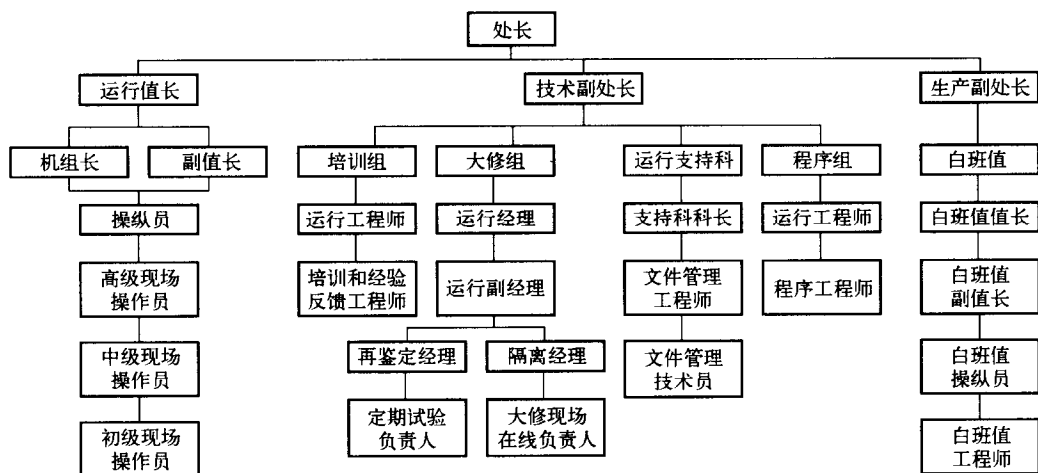 处长
运行值长
技术副处长
生产副处长
机组长
副值长
培训组
大修组
运行支持科
程序组
白班值
操纵员
运行工程师
运行经理
支持科科长
运行工程师
白班值值长
高级现场
操作员
培训和经验
反馈工程师
运行副经理
文件管理
工程师
程序工程师
白班值
副值长
中级现场
操作员
再鉴定经理
隔离经理
文件管理
技术员
白班值
操纵员
初级现场
操作员
定期试验
负责人
大修现场
在线负责人
白班值
工程师